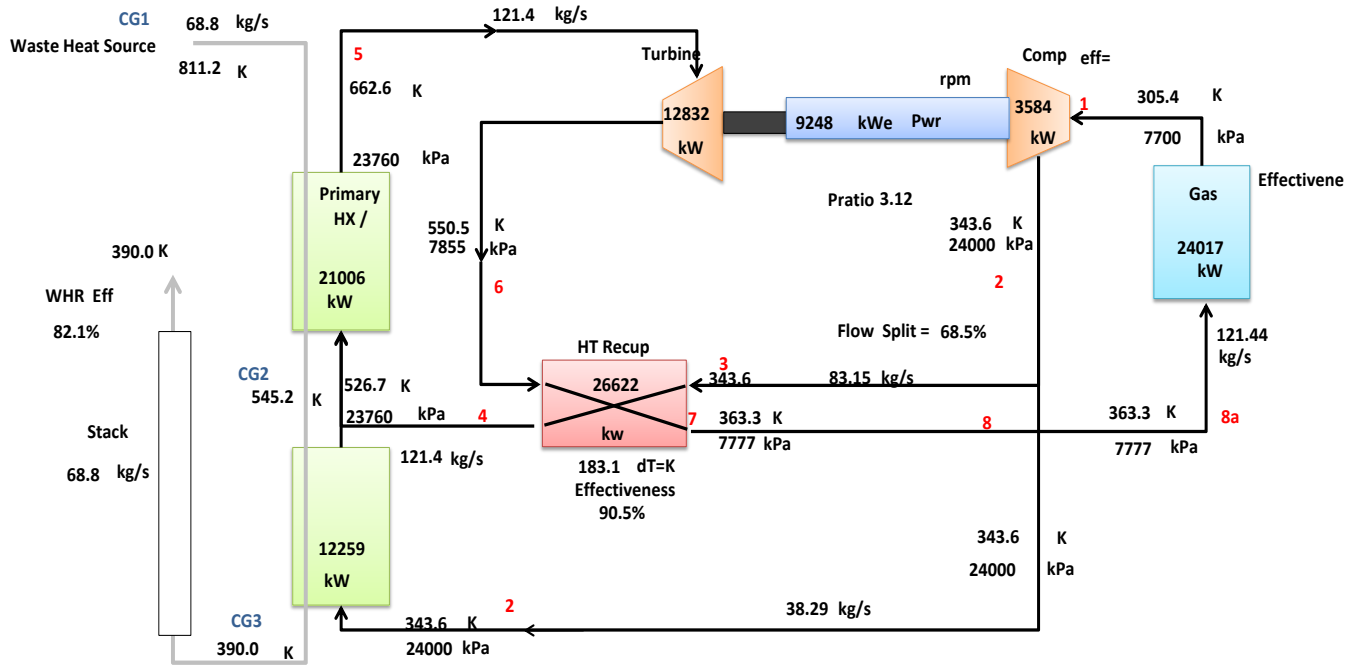 CG1
68.8 kg/s
Waste Heat Source
811.2 K
121.4 kg/s
5
662.6 K
23760 kPa
Turbine
12832
kW
9248 kWe Pwr
rpm
Comp eff=
3584
kW
1
305.4 K
7700 kPa
Gas
24017
kW
Effectivene
Pratio 3.12
343.6 K
24000 kPa
2
550.5 K
7855 kPa
6
Primary
HX /
21006
kW
390.0 K
WHR Eff
82.1%
Flow Split = 68.5%
HT Recup
26622
kw
3
343.6
83.15 kg/s
121.44
kg/s
CG2
545.2 K
526.7 K
23760 kPa
4
7
363.3 K
7777 kPa
8
363.3 K
7777 kPa
8a
Stack
68.8 kg/s
121.4 kg/s
183.1 dT=K
Effectiveness
90.5%
12259
kW
343.6 K
24000 kPa
2
38.29 kg/s
CG3
390.0 K
343.6 K
24000 kPa